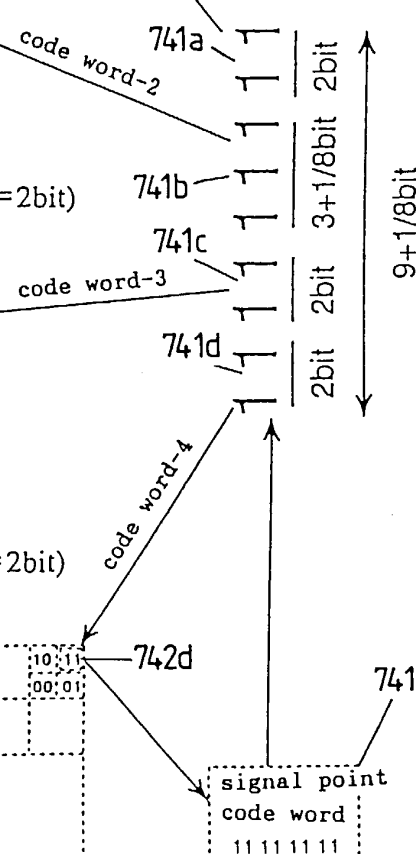 741a
code word-2
2bit
=2bit)
741b
3+1/8bit
9+1/8bit
741c
code word-3
2bit
741d
2bit
code word-4
=2bit)
10 11
742d
00 01
741
signal point
code word
11 11 11 11